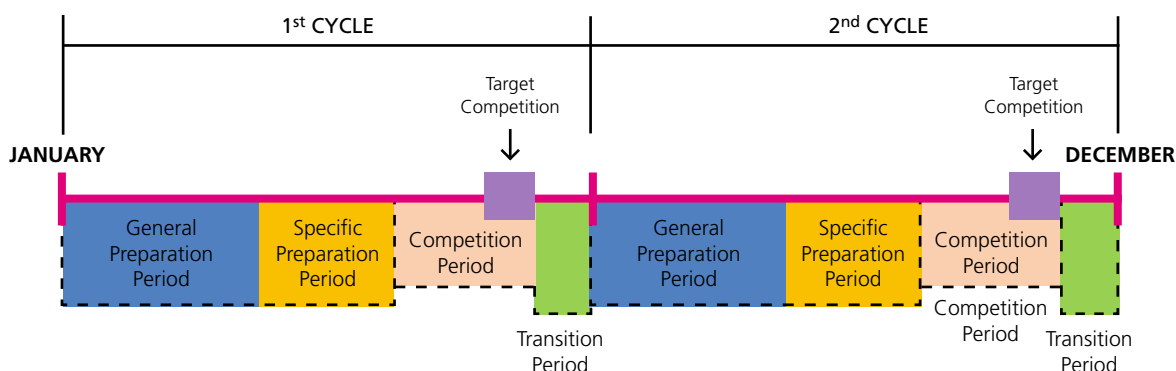 1st CYCLE
2nd CYCLE
Target
Competition
Target
Competition
JANUARY
DECEMBER
General
Preparation
Period
Specific
Preparation
Period
Competition
Period
General
Preparation
Period
Specific
Preparation
Period
Competition
Period
Competition
Period
Transition
Period
Transition
Period